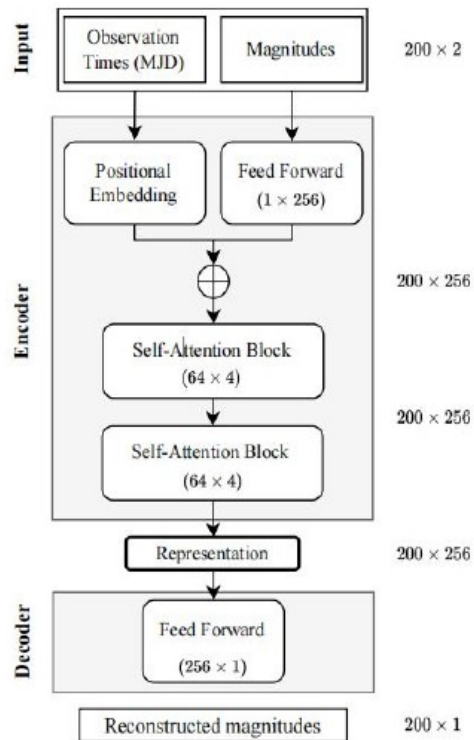 Input
Observation
Times (MJD)
Magnitudes
200 × 2
Encoder
Positional
Embedding
Feed Forward
(1 × 256)
200 × 256
Self-Attention Block
(64 × 4)
200 × 256
Self-Attention Block
(64 × 4)
Representation
200 × 256
Decoder
Feed Forward
(256 × 1)
Reconstructed magnitudes
200 × 1